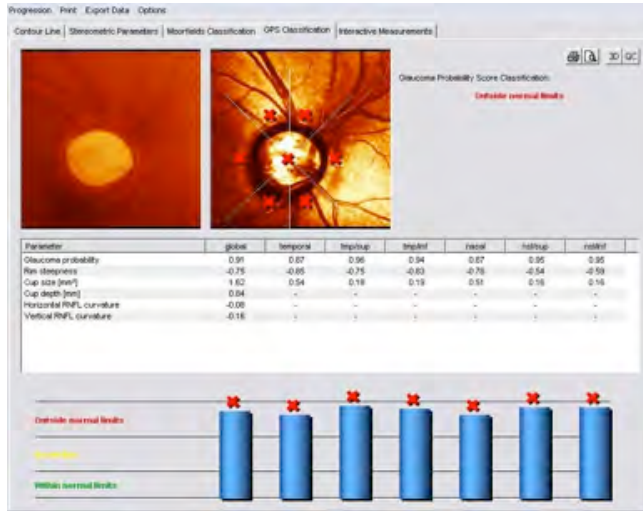 Progression Print Export Data Options
Contour Line Stereometric Parameters Moorfields Classification GPS Classification Interactive Measurements
3D QC
Glaucoma Probability Score Classification
Outside normal limits
Parameter global temporal tmp/sup tmp/inf nasal nsl/sup nsl/inf
Glaucoma probability 0.91 0.87 0.96 0.94 0.87 0.95 0.95
Rim steepness -0.75 -0.85 -0.75 -0.83 -0.76 -0.54 -0.59
Cup size [mm²] 1.62 0.54 0.19 0.19 0.51 0.16 0.16
Cup depth [mm] 0.84 - - - - - -
Horizontal RNFL curvature -0.08 - - - - - -
Vertical RNFL curvature -0.16 - - - - - -
Outside normal limits
Within normal limits